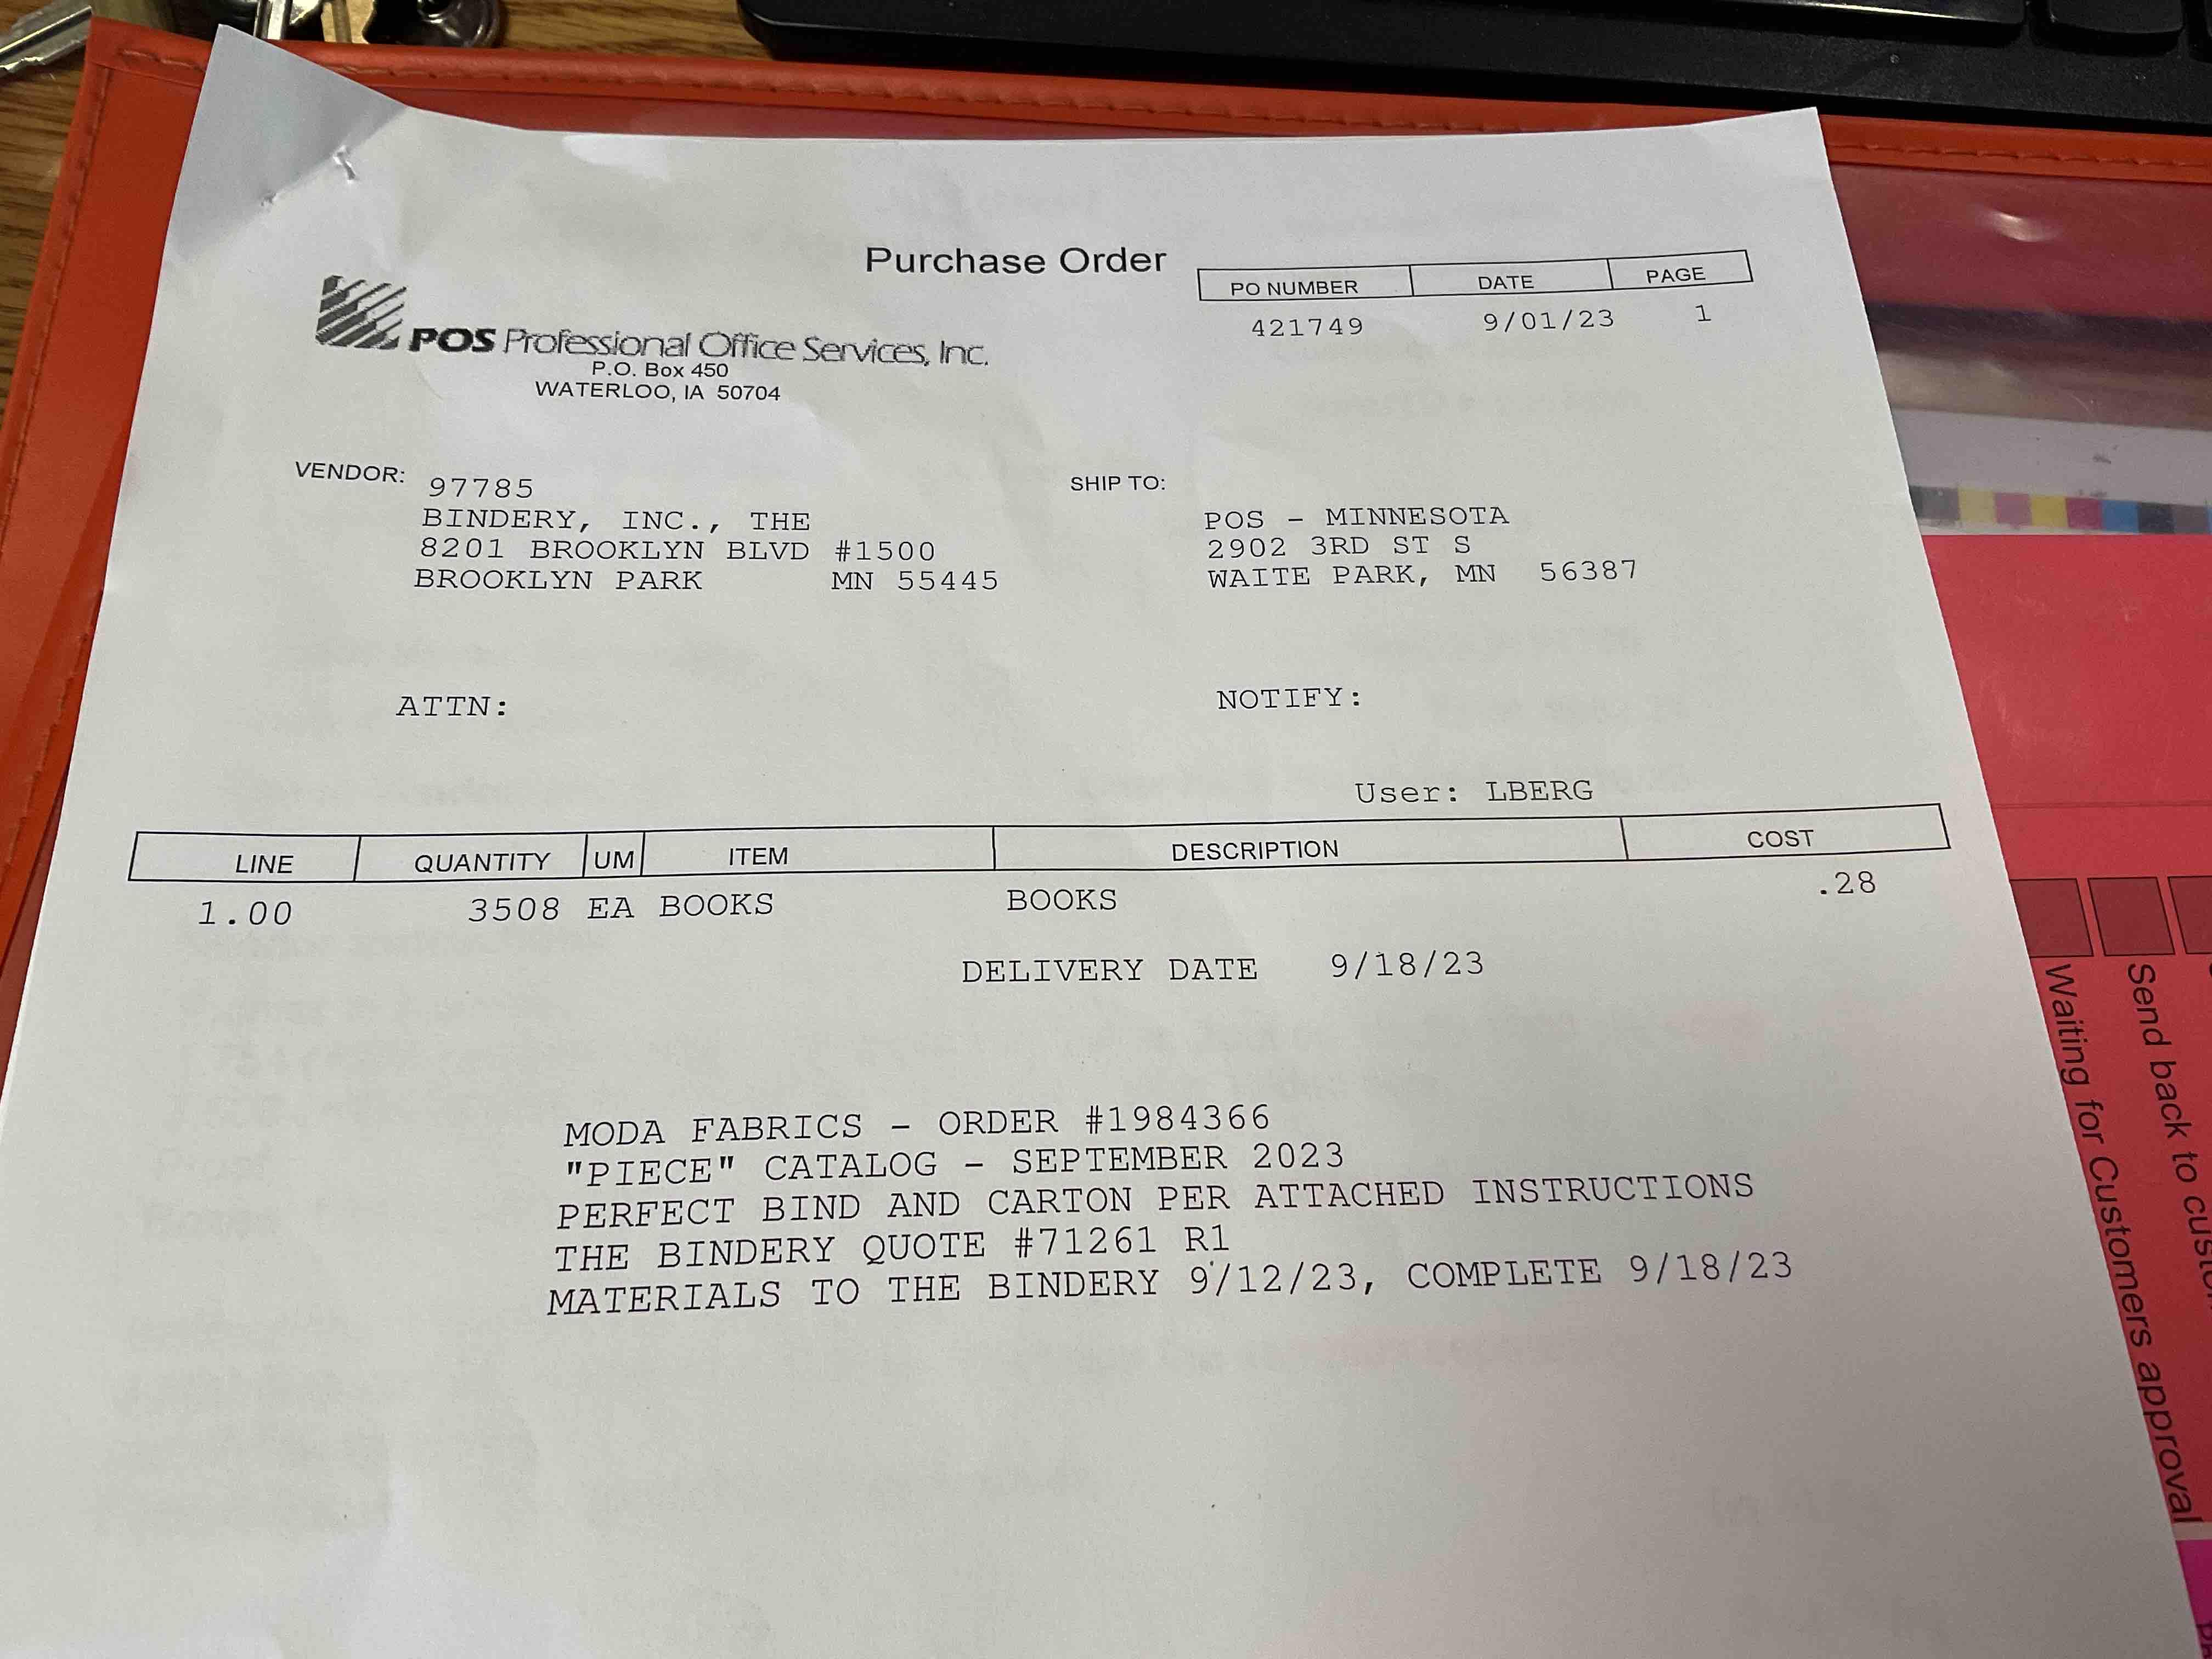 Purchase Order
PO NUMBER DATE PAGE
421749 9/01/23 1
POS Professional Office Services, Inc.
P.O. Box 450
WATERLOO, IA 50704
VENDOR: 97785
BINDERY, INC., THE
8201 BROOKLYN BLVD #1500
BROOKLYN PARK MN 55445
SHIP TO:
POS - MINNESOTA
2902 3RD ST S
WAITE PARK, MN 56387
ATTN:
NOTIFY:
User: LBERG
LINE QUANTITY UM ITEM DESCRIPTION COST
1.00 3508 EA BOOKS BOOKS .28
DELIVERY DATE 9/18/23
MODA FABRICS - ORDER #1984366
"PIECE" CATALOG - SEPTEMBER 2023
PERFECT BIND AND CARTON PER ATTACHED INSTRUCTIONS
THE BINDERY QUOTE #71261 R1
MATERIALS TO THE BINDERY 9/12/23, COMPLETE 9/18/23
Send back to
Waiting for Customers approval